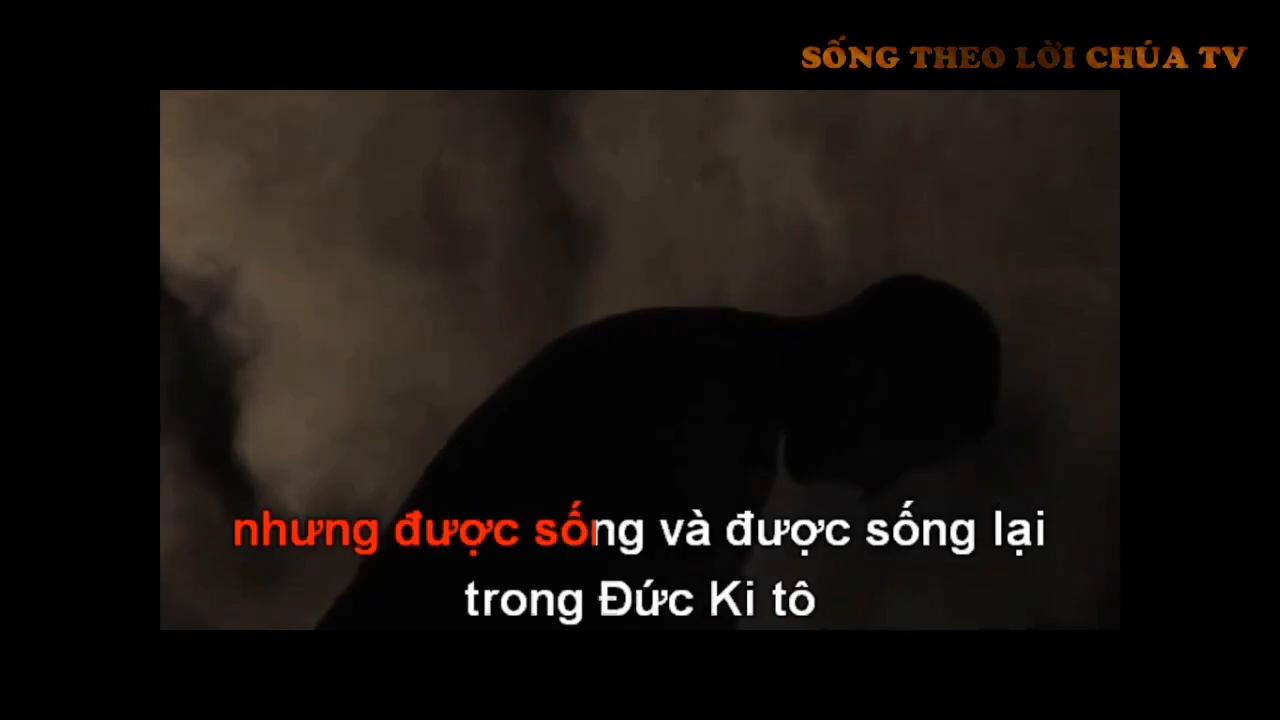 SỐNG THEO LỜI CHÚA TV
nhưng được sống và được sống lại
trong Đức Ki tô